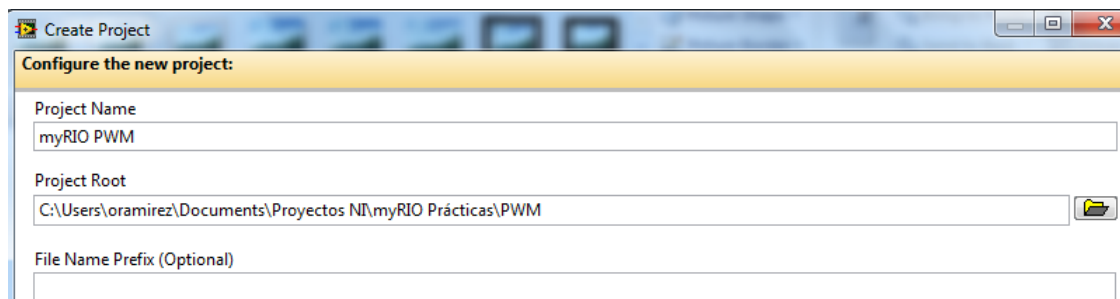 Create Project
Configure the new project:
Project Name
myRIO PWM
Project Root
C:\Users\oramirez\Documents\Proyectos NI\myRIO Prácticas\PWM
File Name Prefix (Optional)